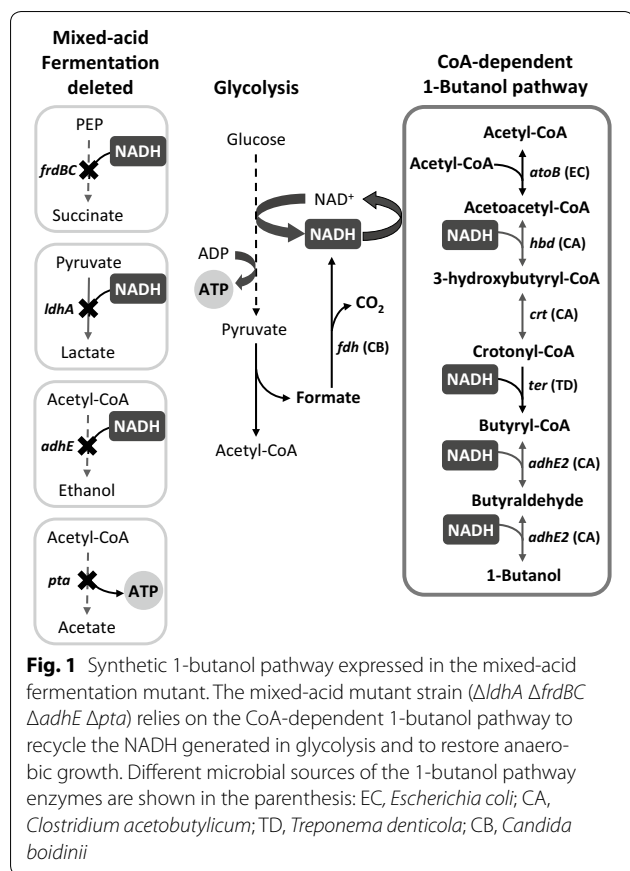 Mixed-acid
Fermentation
deleted
PEP
NADH
frdBC
Succinate
Pyruvate
NADH
ldhA
Lactate
Acetyl-CoA
NADH
adhE
Ethanol
Acetyl-CoA
pta
ATP
Acetate
Glycolysis
Glucose
NAD+
NADH
ADP
ATP
CO2
Pyruvate
fdh (CB)
Formate
Acetyl-CoA
CoA-dependent
1-Butanol pathway
Acetyl-CoA
Acetyl-CoA
atoB (EC)
Acetoacetyl-CoA
NADH
hbd (CA)
3-hydroxybutyryl-CoA
crt (CA)
Crotonyl-CoA
NADH
ter (TD)
Butyryl-CoA
NADH
adhE2 (CA)
Butyraldehyde
NADH
adhE2 (CA)
1-Butanol
Fig. 1 Synthetic 1-butanol pathway expressed in the mixed-acid
fermentation mutant. The mixed-acid mutant strain (ΔldhA ΔfrdBC
ΔadhE Δpta) relies on the CoA-dependent 1-butanol pathway to
recycle the NADH generated in glycolysis and to restore anaero-
bic growth. Different microbial sources of the 1-butanol pathway
enzymes are shown in the parenthesis: EC, Escherichia coli; CA,
Clostridium acetobutylicum; TD, Treponema denticola; CB, Candida
boidinii